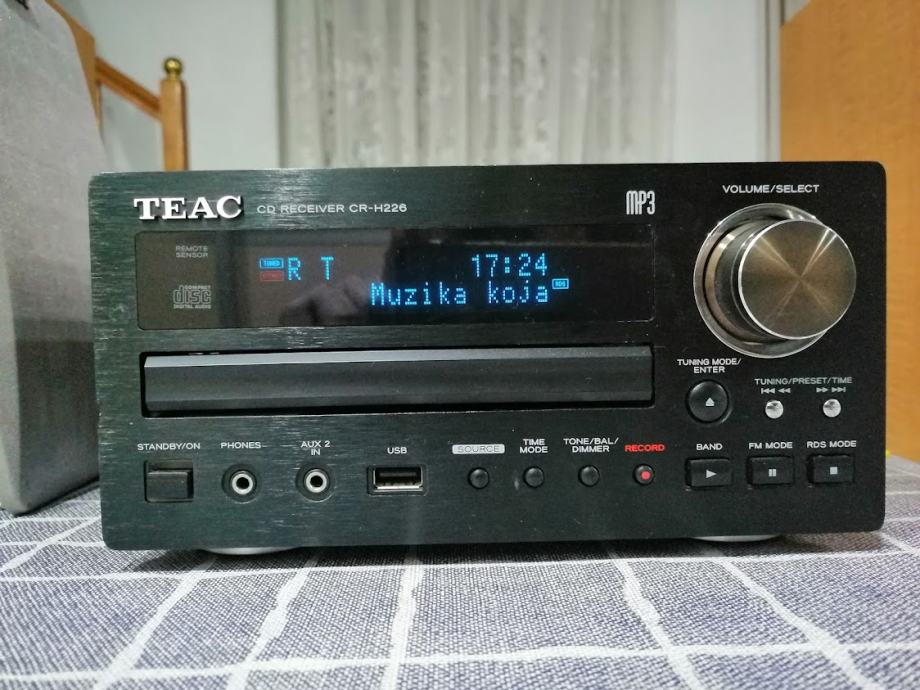 TEAC CD RECEIVER CR-H226 MP3
VOLUME/SELECT
REMOTE
SENSOR
COMPACT
disc
DIGITAL AUDIO
TUNED R T 17:24
Muzika koja RDS
TUNING MODE/
ENTER
TUNING/PRESET/TIME
STANDBY/ON
PHONES
AUX 2
IN
USB
SOURCE
TIME
MODE
TONE/BAL/
DIMMER
RECORD
BAND
FM MODE
RDS MODE